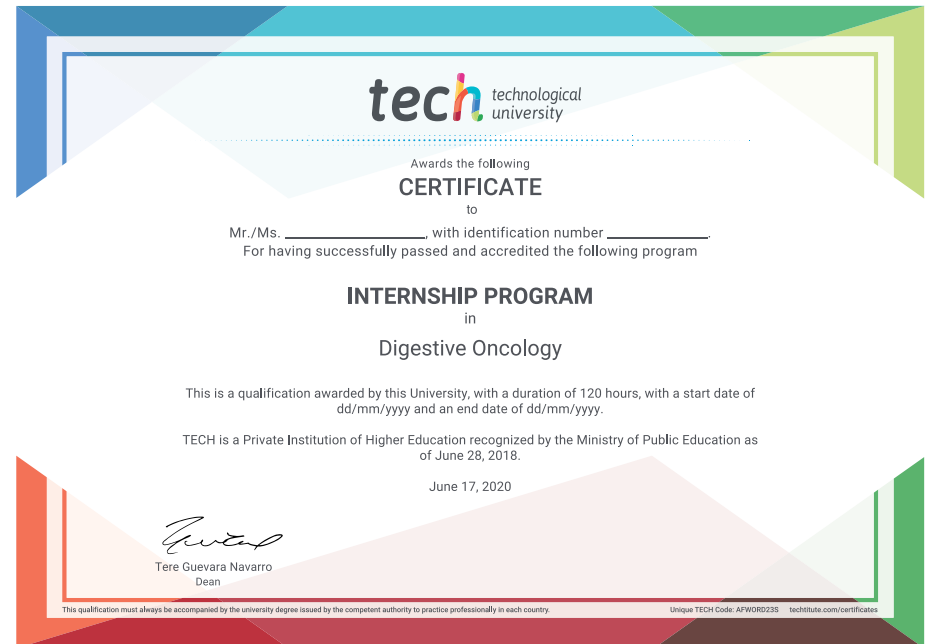 tech technological
university
Awards the following
CERTIFICATE
to
Mr./Ms. ____________________, with identification number ______________.
For having successfully passed and accredited the following program
INTERNSHIP PROGRAM
in
Digestive Oncology
This is a qualification awarded by this University, with a duration of 120 hours, with a start date of
dd/mm/yyyy and an end date of dd/mm/yyyy.
TECH is a Private Institution of Higher Education recognized by the Ministry of Public Education as
of June 28, 2018.
June 17, 2020
Tere Guevara Navarro
Dean
This qualification must always be accompanied by the university degree issued by the competent authority to practice professionally in each country. Unique TECH Code: AFWORD23S techtitute.com/certificates